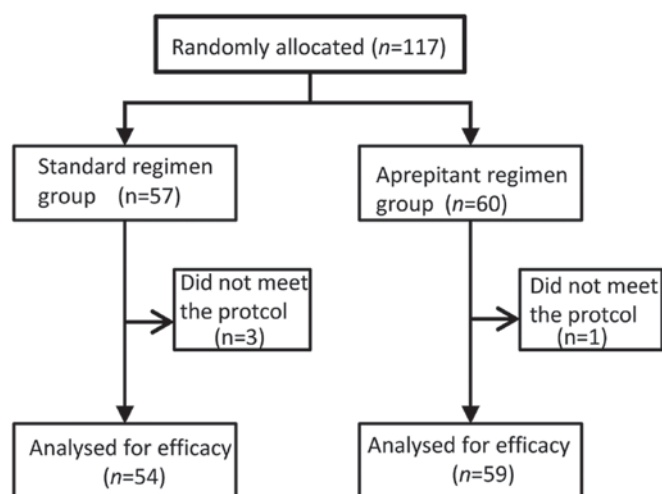 Randomly allocated (n=117)
Standard regimen
group (n=57)
Aprepitant regimen
group (n=60)
Did not meet
the protcol
(n=3)
Did not meet
the protcol
(n=1)
Analysed for efficacy
(n=54)
Analysed for efficacy
(n=59)